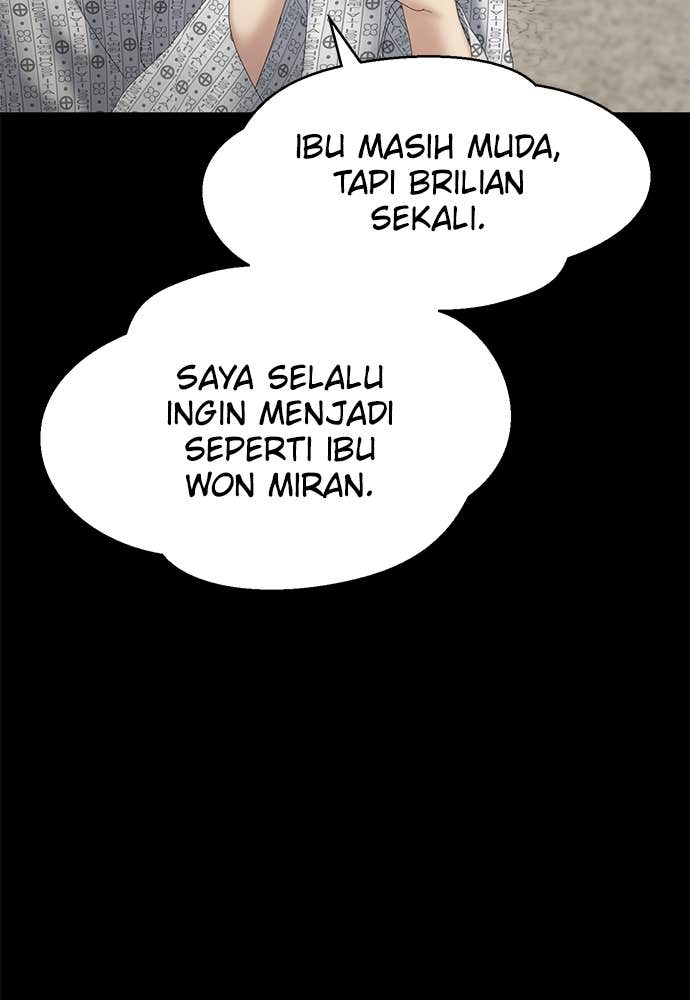 IBU MASIH MUDA,
TAPI BRILIAN
SEKALI.
SAYA SELALU
INGIN MENJADI
SEPERTI IBU
WON MIRAN.